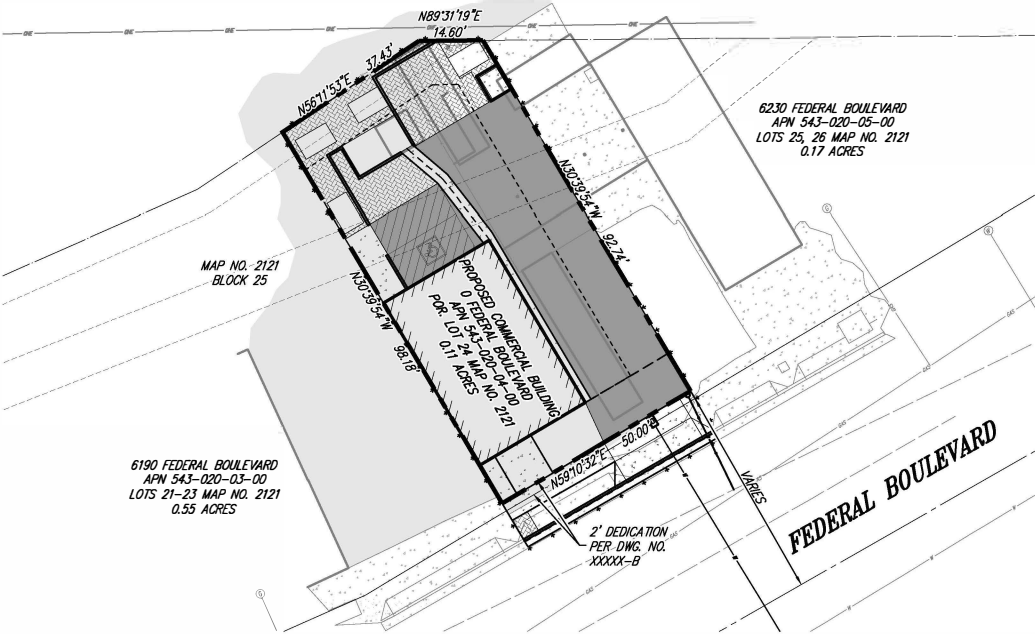 N89°31'19"E
14.60'
37.43'
N56°11'53"E
6230 FEDERAL BOULEVARD
APN 543-020-05-00
LOTS 25, 26 MAP NO. 2121
0.17 ACRES
N30°39'54"W
92.74'
MAP NO. 2121
BLOCK 25
N30°39'54"W
98.18'
PROPOSED COMMERCIAL BUILDING
0 FEDERAL BOULEVARD
APN 543-020-04-00
POR. LOT 24 MAP NO. 2121
0.11 ACRES
6190 FEDERAL BOULEVARD
APN 543-020-03-00
LOTS 21-23 MAP NO. 2121
0.55 ACRES
N59°10'32"E
50.00'
VARIES
FEDERAL BOULEVARD
2' DEDICATION
PER DWG. NO.
XXXXX-B
GAS
GAS
GAS
GAS
G
G